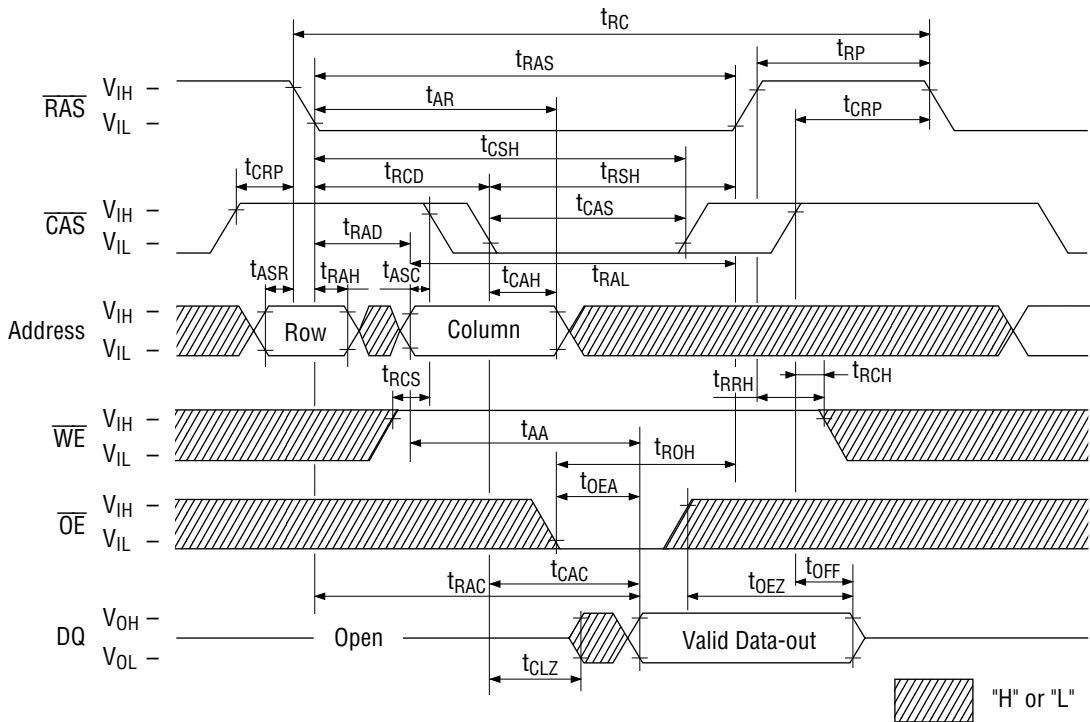 tRC
tRP
tRAS
RAS
VIH –
tAR
VIL –
tCRP
tCSH
tCRP
tRCD
tRSH
CAS
VIH –
tCAS
VIL –
tRAD
tASR
tRAH
tASC
tCAH
tRAL
Address
VIH –
VIL –
Row
Column
tRCS
tRRH
tRCH
WE
VIH –
VIL –
tAA
tROH
tOEA
OE
VIH –
VIL –
tCAC
tOFF
tRAC
tOEZ
DQ
VOH –
VOL –
Open
Valid Data-out
tCLZ
"H" or "L"